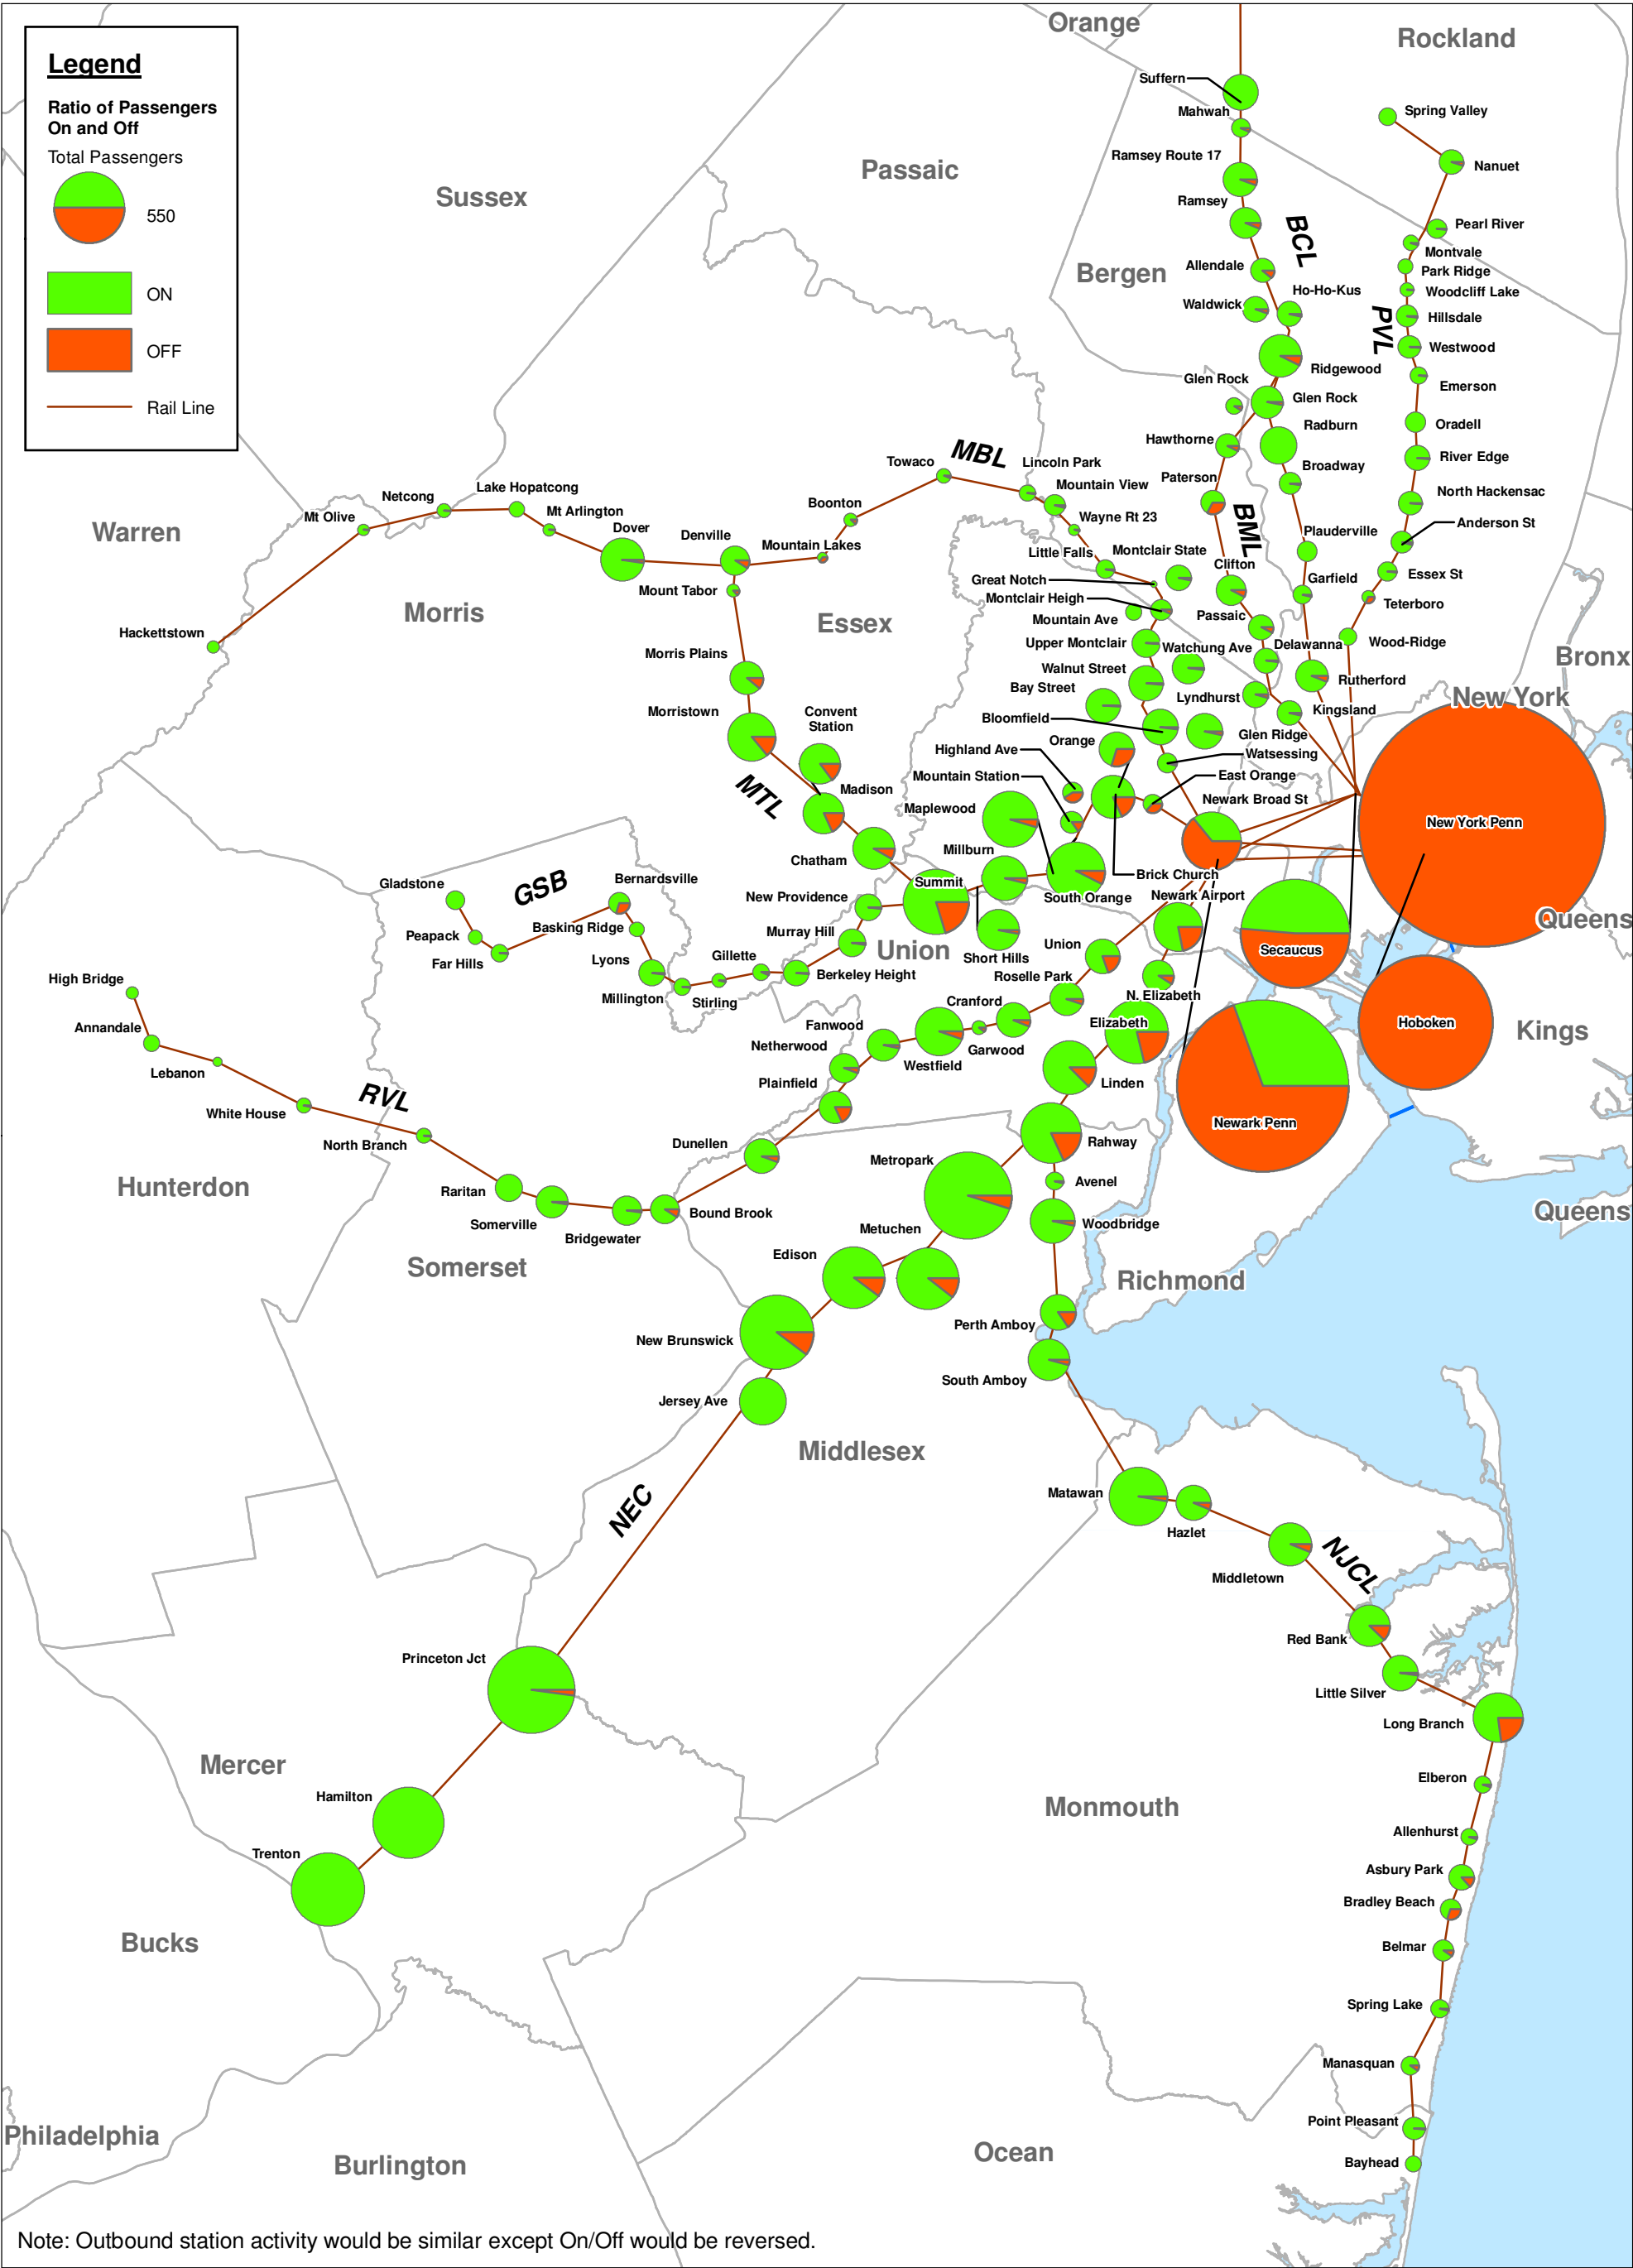 Legend
Ratio of Passengers
On and Off
Total Passengers
550
ON
OFF
Rail Line
Orange
Rockland
Suffern
Mahwah
Spring Valley
Ramsey Route 17
Nanuet
Passaic
Sussex
Ramsey
BCL
Pearl River
Montvale
Allendale
Bergen
Park Ridge
Ho-Ho-Kus
Woodcliff Lake
Waldwick
PVL
Hillsdale
Westwood
Ridgewood
Glen Rock
Emerson
Glen Rock
Radburn
Oradell
Hawthorne
MBL
River Edge
Towaco
Lincoln Park
Broadway
Paterson
Mountain View
Lake Hopatcong
Netcong
North Hackensac
Boonton
Mt Olive
Mt Arlington
Wayne Rt 23
BML
Anderson St
Warren
Dover
Denville
Plauderville
Mountain Lakes
Little Falls
Montclair State
Clifton
Essex St
Great Notch
Garfield
Mount Tabor
Montclair Heigh
Teterboro
Morris
Essex
Mountain Ave
Passaic
Hackettstown
Upper Montclair
Watchung Ave
Delawanna
Wood-Ridge
Morris Plains
Bronx
Walnut Street
Rutherford
Bay Street
Lyndhurst
New York
Morristown
Convent
Station
Bloomfield
Kingsland
Orange
Glen Ridge
Highland Ave
Watsessing
MTL
Mountain Station
East Orange
Madison
Maplewood
Newark Broad St
New York Penn
Chatham
Millburn
Gladstone
GSB
Bernardsville
Summit
Brick Church
New Providence
South Orange
Newark Airport
Queens
Peapack
Basking Ridge
Murray Hill
Union
Union
Secaucus
Far Hills
Lyons
Gillette
Short Hills
Berkeley Height
Roselle Park
High Bridge
Millington
Stirling
N. Elizabeth
Cranford
Annandale
Fanwood
Elizabeth
Hoboken
Kings
Netherwood
Garwood
Lebanon
Westfield
Plainfield
Linden
RVL
White House
Newark Penn
North Branch
Dunellen
Rahway
Metropark
Hunterdon
Raritan
Avenel
Queens
Somerville
Bound Brook
Metuchen
Woodbridge
Bridgewater
Edison
Somerset
Richmond
Perth Amboy
New Brunswick
South Amboy
Jersey Ave
Middlesex
Matawan
NEC
Hazlet
NJCL
Middletown
Red Bank
Princeton Jct
Little Silver
Long Branch
Mercer
Elberon
Hamilton
Monmouth
Allenhurst
Trenton
Asbury Park
Bradley Beach
Bucks
Belmar
Spring Lake
Manasquan
Philadelphia
Point Pleasant
Ocean
Burlington
Bayhead
Note: Outbound station activity would be similar except On/Off would be reversed.